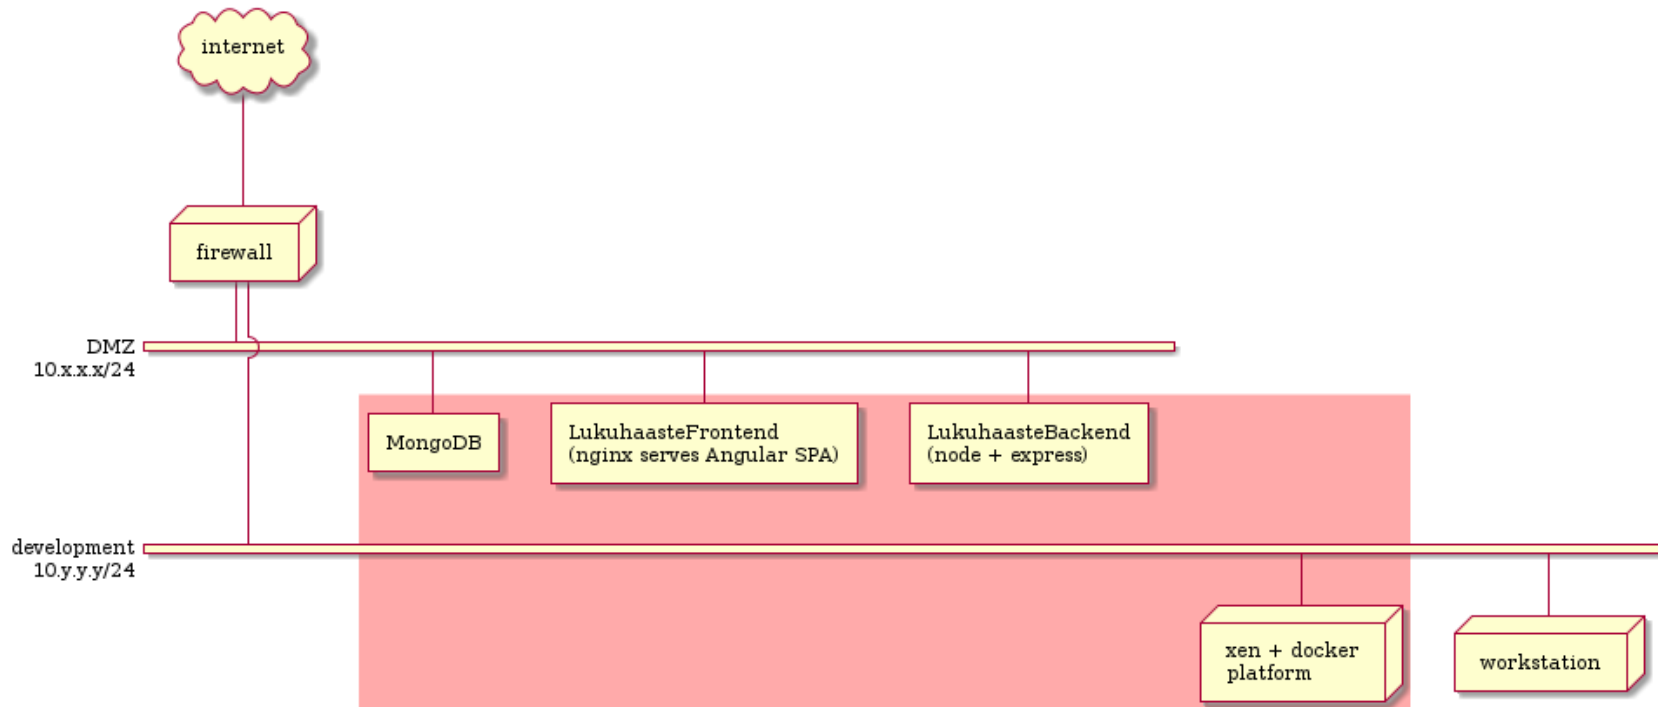 internet
firewall
DMZ
10.x.x.x/24
MongoDB
LukuhaasteFrontend
(nginx serves Angular SPA)
LukuhaasteBackend
(node + express)
development
10.y.y.y/24
xen + docker
platform
workstation